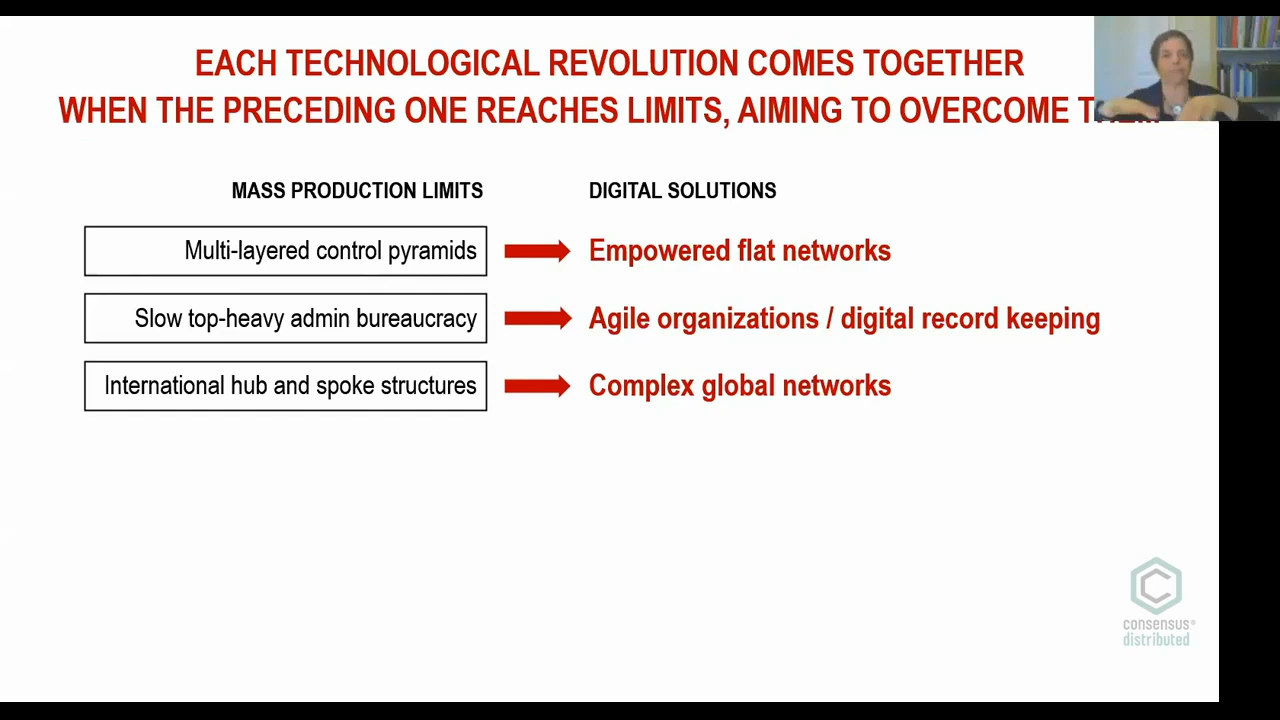 EACH TECHNOLOGICAL REVOLUTION COMES TOGETHER
WHEN THE PRECEDING ONE REACHES LIMITS, AIMING TO OVERCOME
MASS PRODUCTION LIMITS
DIGITAL SOLUTIONS
Multi-layered control pyramids
Empowered flat networks
Slow top-heavy admin bureaucracy
Agile organizations / digital record keeping
International hub and spoke structures
Complex global networks
consensus®
distributed